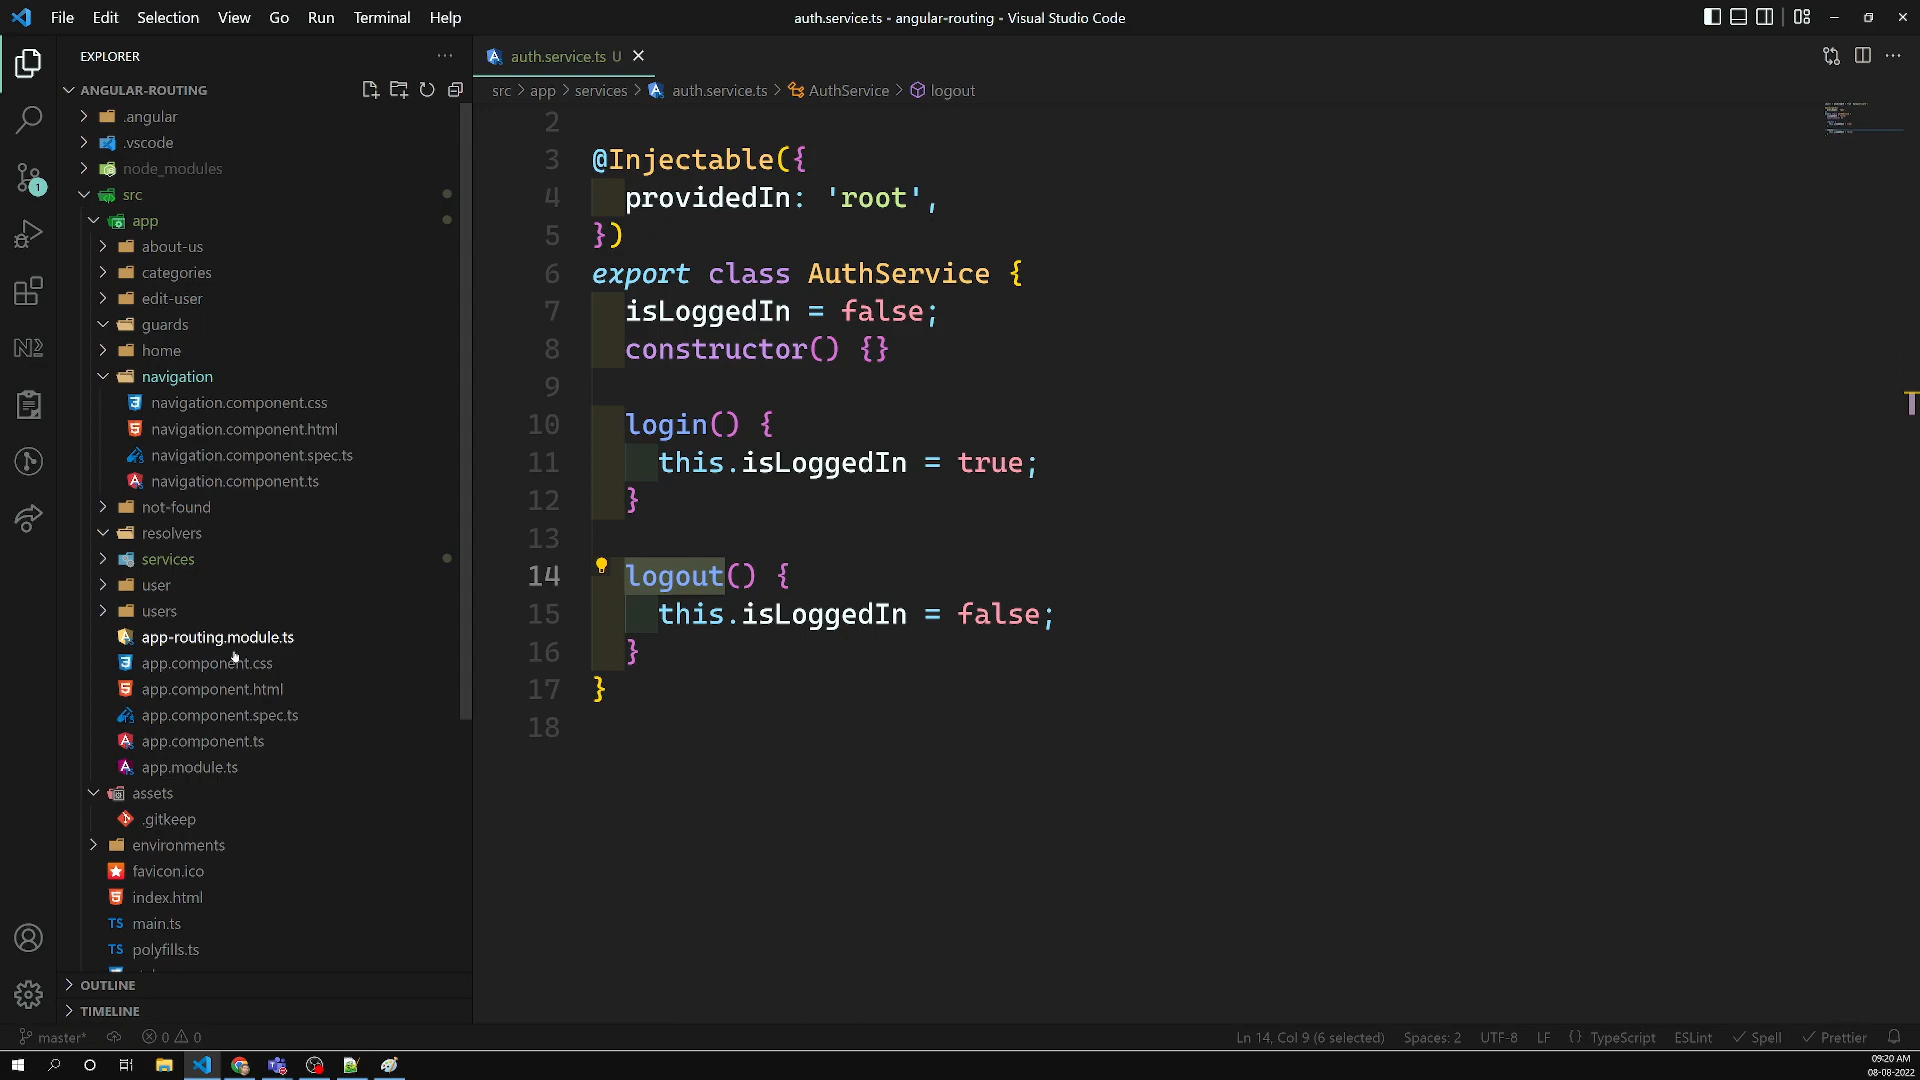 File Edit Selection View Go Run Terminal Help
auth.service.ts - angular-routing - Visual Studio Code
EXPLORER
ANGULAR-ROUTING
.angular
.vscode
node_modules
src
app
about-us
categories
edit-user
guards
home
navigation
navigation.component.css
navigation.component.html
navigation.component.spec.ts
navigation.component.ts
not-found
resolvers
services
user
users
app-routing.module.ts
app.component.css
app.component.html
app.component.spec.ts
app.component.ts
app.module.ts
assets
.gitkeep
environments
favicon.ico
index.html
TS main.ts
TS polyfills.ts
OUTLINE
TIMELINE
1
auth.service.ts U
src > app > services > auth.service.ts > AuthService > logout
2
3 @Injectable({
4 providedIn: 'root',
5 })
6 export class AuthService {
7 isLoggedIn = false;
8 constructor() {}
9
10 login() {
11 this.isLoggedIn = true;
12 }
13
14 logout() {
15 this.isLoggedIn = false;
16 }
17 }
18
master* 0 0 Ln 14, Col 9 (6 selected) Spaces: 2 UTF-8 LF {} TypeScript ESLint Spell Prettier
09:20 AM
08-08-2022